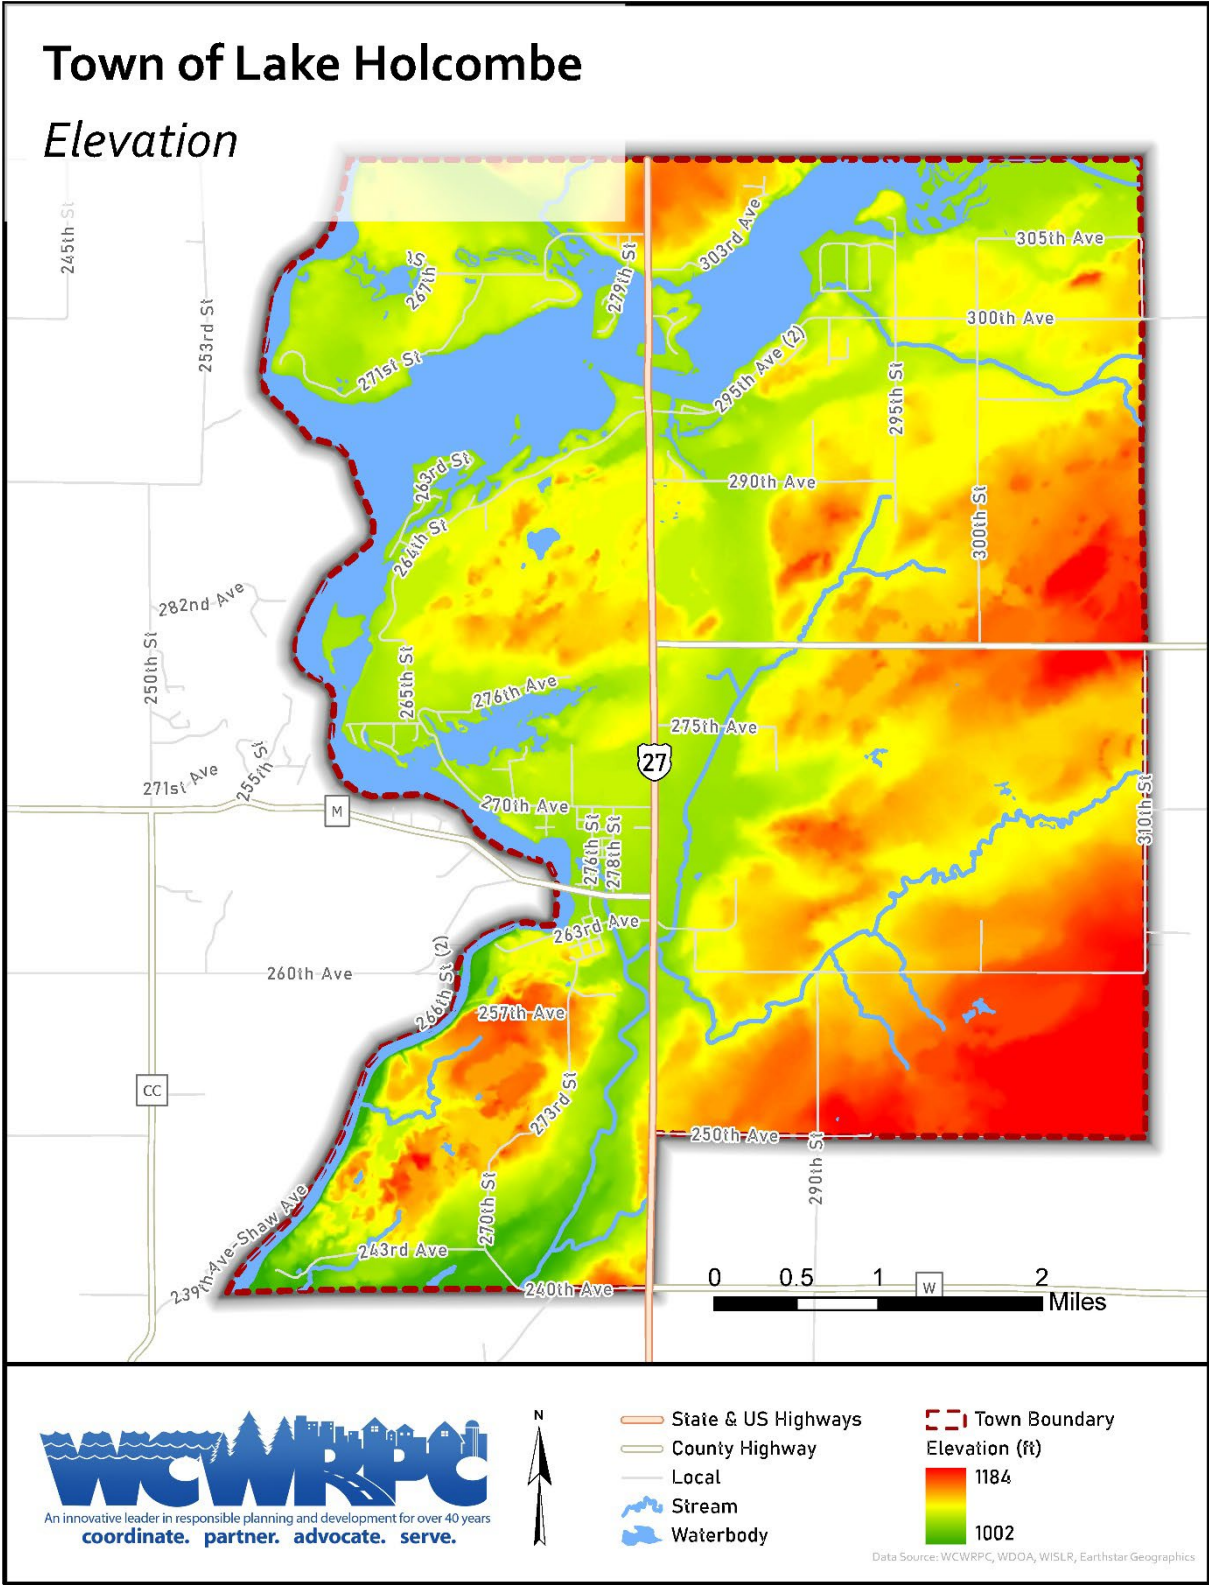 Town of Lake Holcombe
Elevation
245th St
253rd St
267th
279th St
303rd Ave
305th Ave
300th Ave
271st St
295th Ave (2)
295th St
263rd St
290th Ave
264th St
300th St
282nd Ave
250th St
265th St
276th Ave
275th Ave
27
271st Ave
255th St
M
270th Ave
276th St
278th St
310th St
263rd Ave
266th St (2)
260th Ave
257th Ave
CC
273rd St
250th Ave
290th St
270th St
239th Ave-Shaw Ave
243rd Ave
240th Ave
W
0 0.5 1 2
Miles
WCWRPC
An innovative leader in responsible planning and development for over 40 years
coordinate. partner. advocate. serve.
N
State & US Highways
County Highway
Local
Stream
Waterbody
Town Boundary
Elevation (ft)
1184
1002
Data Source: WCWRPC, WDOA, WISLR, Earthstar Geographics